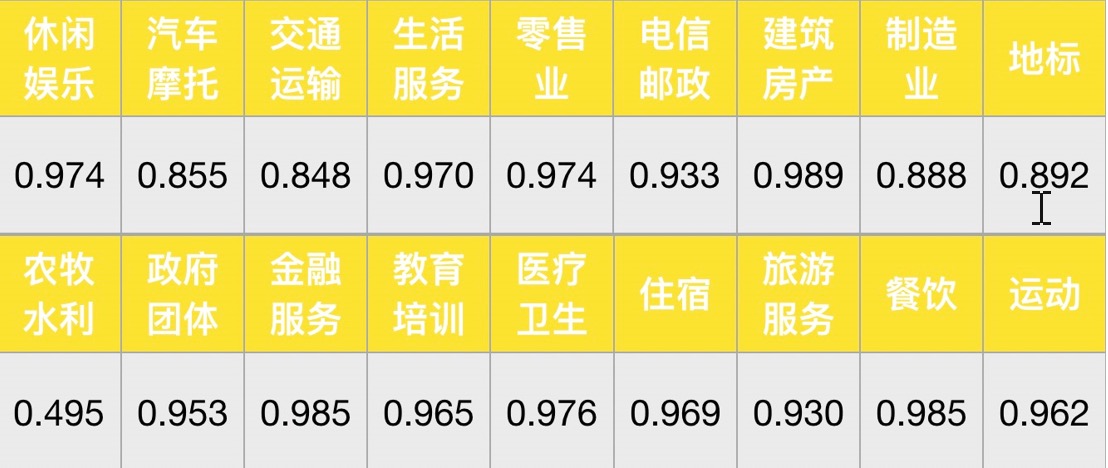 休闲 汽车 交通 生活 零售 电信 建筑 制造 地标
娱乐 摩托 运输 服务 业 邮政 房产 业
0.974 0.855 0.848 0.970 0.974 0.933 0.989 0.888 0.892
农牧 政府 金融 教育 医疗 住宿 旅游 餐饮 运动
水利 团体 服务 培训 卫生 服务
0.495 0.953 0.985 0.965 0.976 0.969 0.930 0.985 0.962